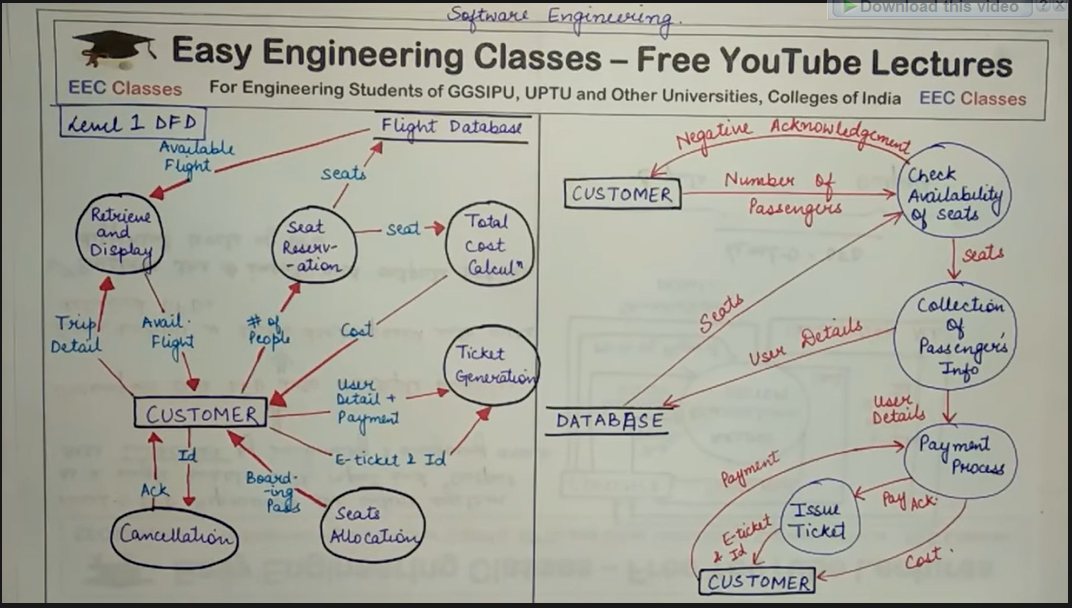 Software Engineering.
Download this video
Easy Engineering Classes – Free YouTube Lectures
EEC Classes
For Engineering Students of GGSIPU, UPTU and Other Universities, Colleges of India
EEC Classes
Level 1 DFD
Flight Database
Available
Flight
seats
Retrieve
and
Display
Seat
Reserv-
-ation
seat
Total
Cost
Calculⁿ
Trip
Detail
Avail.
Flight
# of
People
Cost
Ticket
Generation
User
Detail +
Payment
CUSTOMER
E-ticket & Id
Id
Ack
Board-
-ing
Pass
Cancellation
Seats
Allocation
Negative Acknowledgement
CUSTOMER
Number of
Passengers
Check
Availability
of seats
seats
Seats
Collection
of
Passenger's
Info
User Details
DATABASE
User
Details
Payment
Process
Payment
Pay Ack.
Issue
Ticket
E-ticket
& Id
Cost.
CUSTOMER